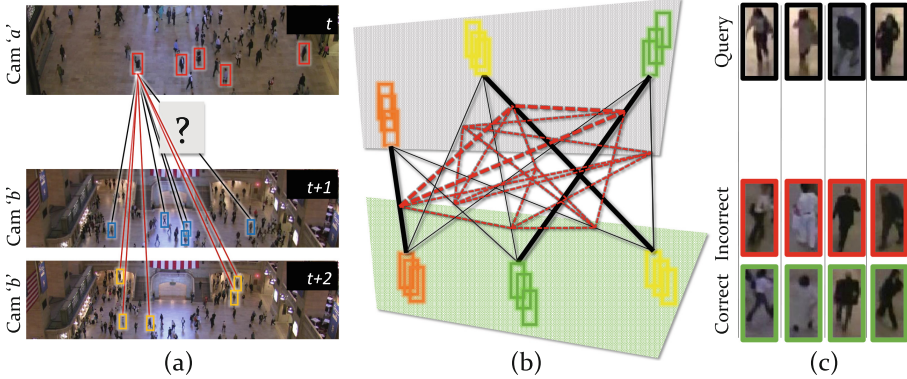 Cam ‘a’
t
?
Cam ‘b’
t+1
Cam ‘b’
t+2
(a)
(b)
Query
Incorrect
Correct
(c)